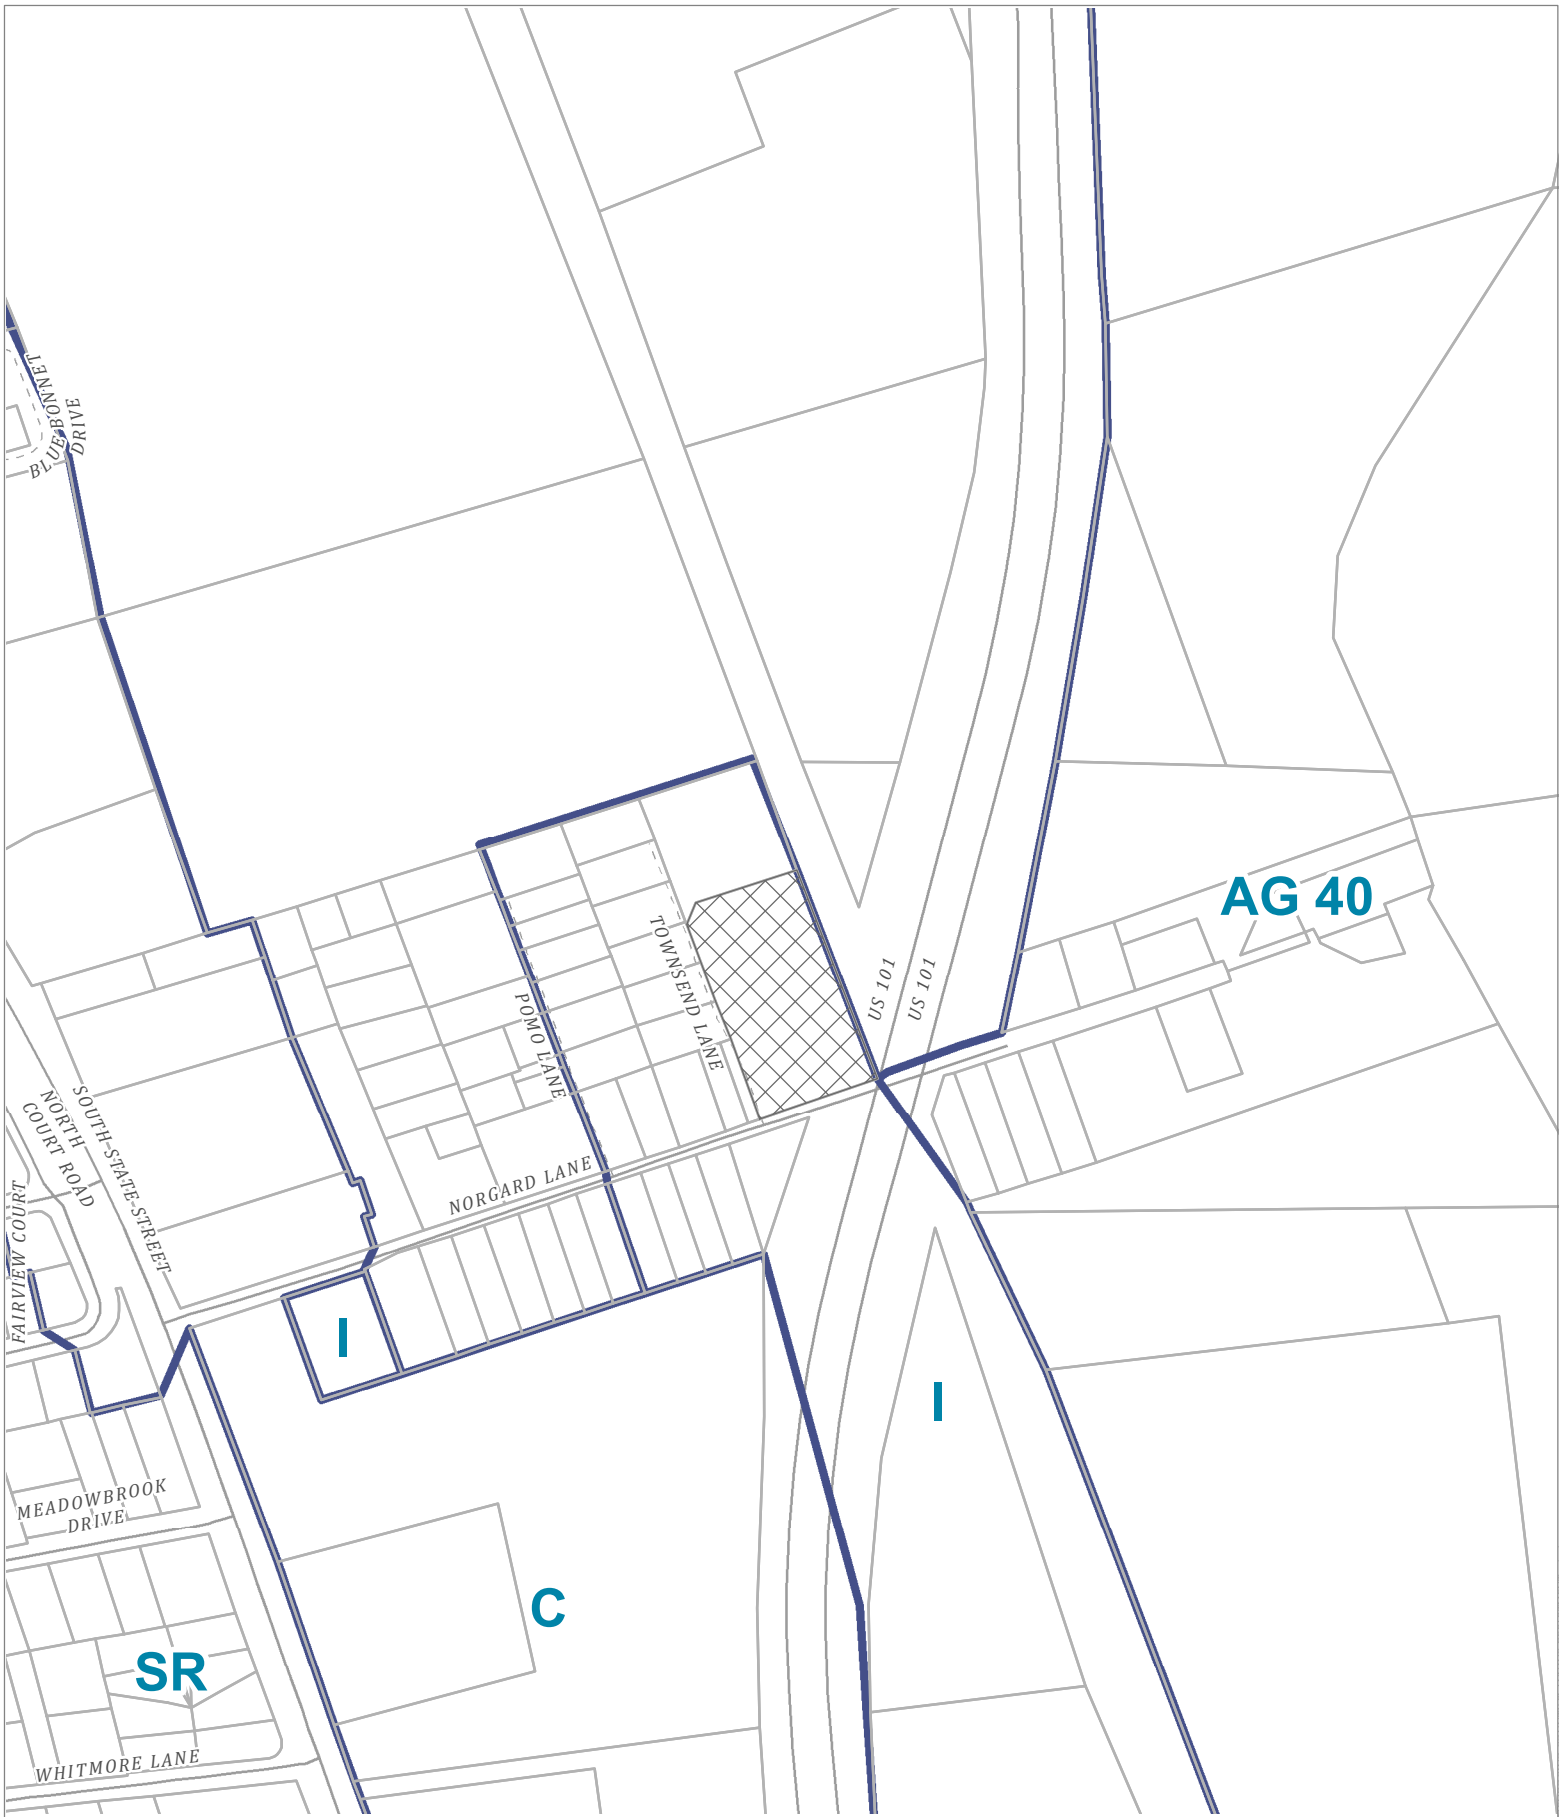 BLUEBONNET
DRIVE
AG 40
TOWNSEND LANE
US 101
US 101
POMO LANE
SOUTH STATE STREET
NORTH
COURT ROAD
NORGARD LANE
FAIRVIEW COURT
I
I
MEADOWBROOK
DRIVE
C
SR
WHITMORE LANE